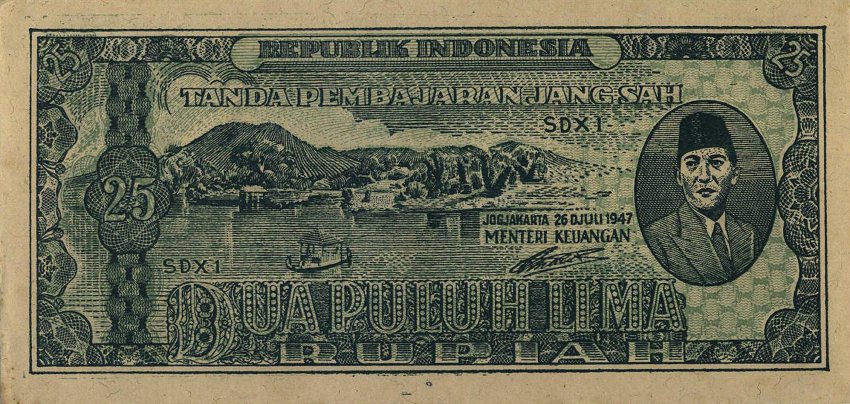 25
REPUBLIK INDONESIA
25
TANDA PEMBAJARAN JANG SAH
SDX1
25
JOGJAKARTA 26 DJULI 1947
MENTERI KEUANGAN
SDX1
DUA PULUH LIMA
RUPIAH